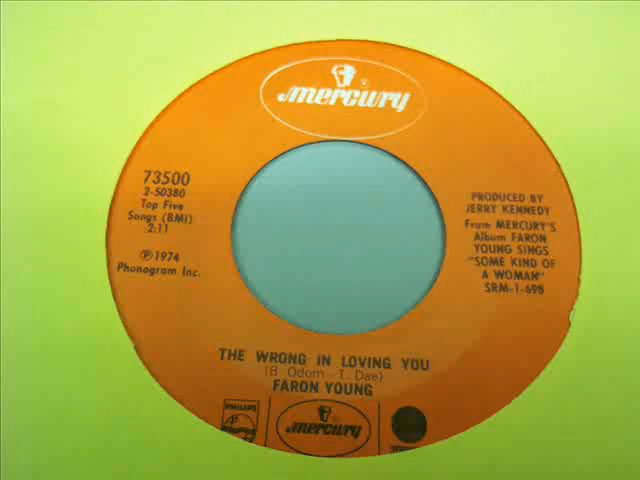 mercury
73500
2-50380
Top Five
Songs (BMI)
2:11
℗1974
Phonogram Inc.
PRODUCED BY
JERRY KENNEDY
From MERCURY'S
Album FARON
YOUNG SINGS
"SOME KIND OF
A WOMAN"
SRM-1-698
THE WRONG IN LOVING YOU
(B. Odom - T. Dae)
FARON YOUNG
PHILIPS
mercury